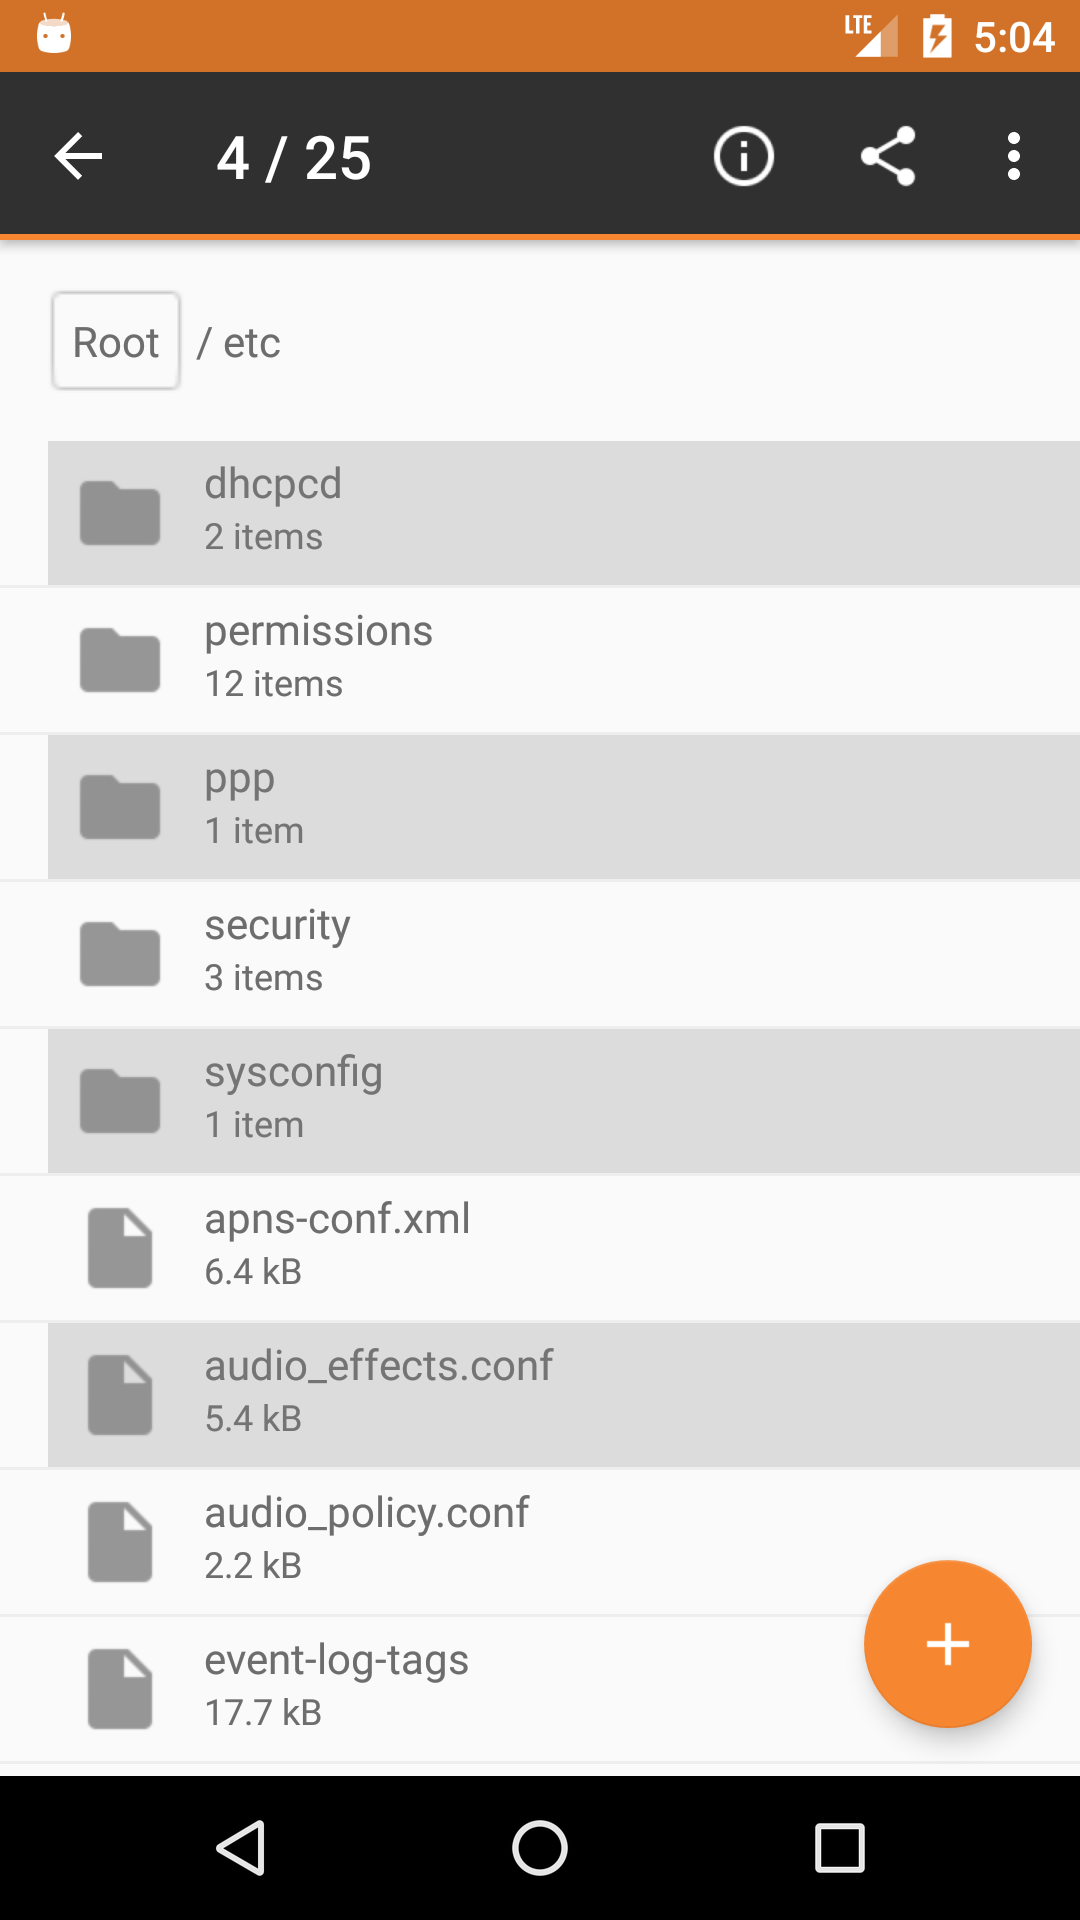 LTE 5:04
4 / 25
Root / etc
dhcpcd
2 items
permissions
12 items
ppp
1 item
security
3 items
sysconfig
1 item
apns-conf.xml
6.4 kB
audio_effects.conf
5.4 kB
audio_policy.conf
2.2 kB
event-log-tags
17.7 kB